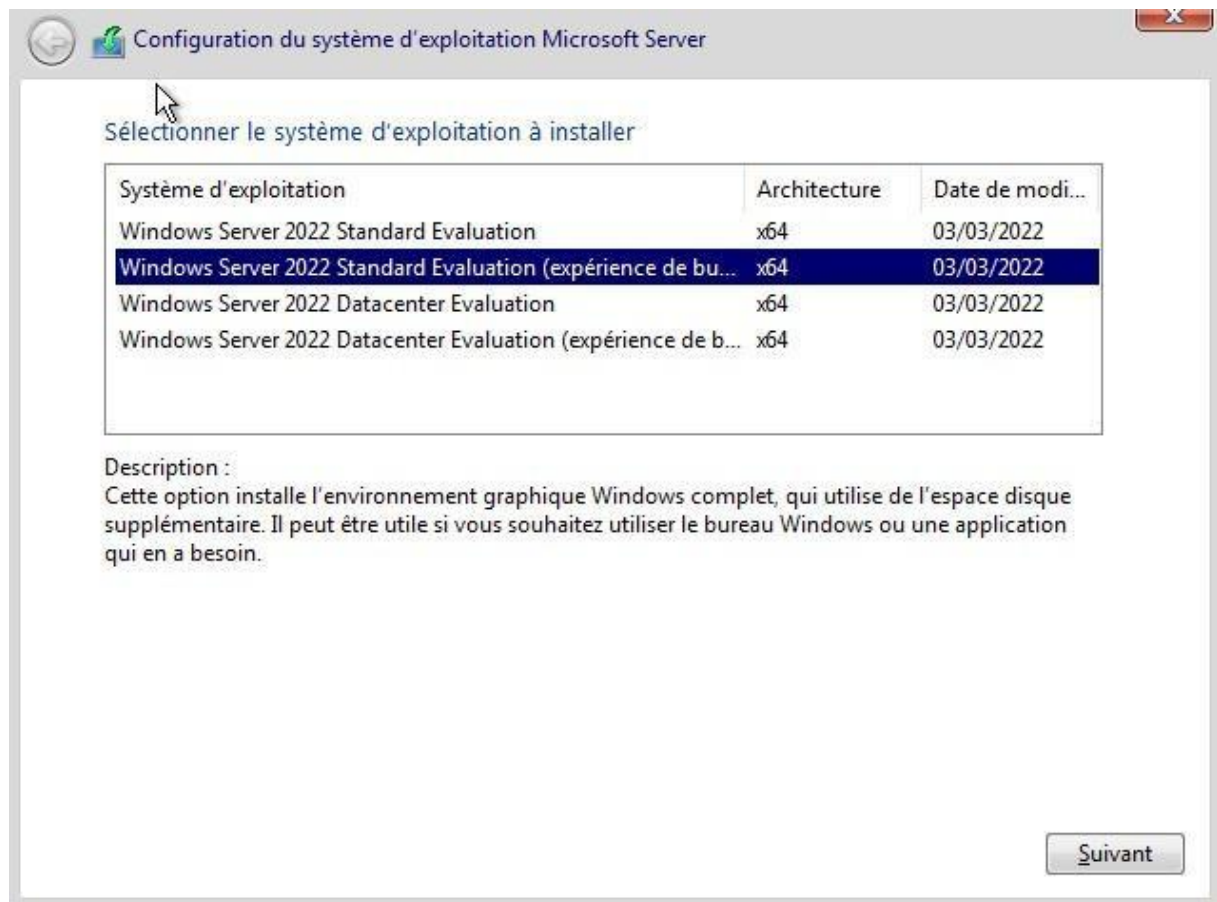 Configuration du système d'exploitation Microsoft Server
Sélectionner le système d'exploitation à installer
Système d'exploitation Architecture Date de modi...
Windows Server 2022 Standard Evaluation x64 03/03/2022
Windows Server 2022 Standard Evaluation (expérience de bu... x64 03/03/2022
Windows Server 2022 Datacenter Evaluation x64 03/03/2022
Windows Server 2022 Datacenter Evaluation (expérience de b... x64 03/03/2022
Description :
Cette option installe l'environnement graphique Windows complet, qui utilise de l'espace disque
supplémentaire. Il peut être utile si vous souhaitez utiliser le bureau Windows ou une application
qui en a besoin.
Suivant